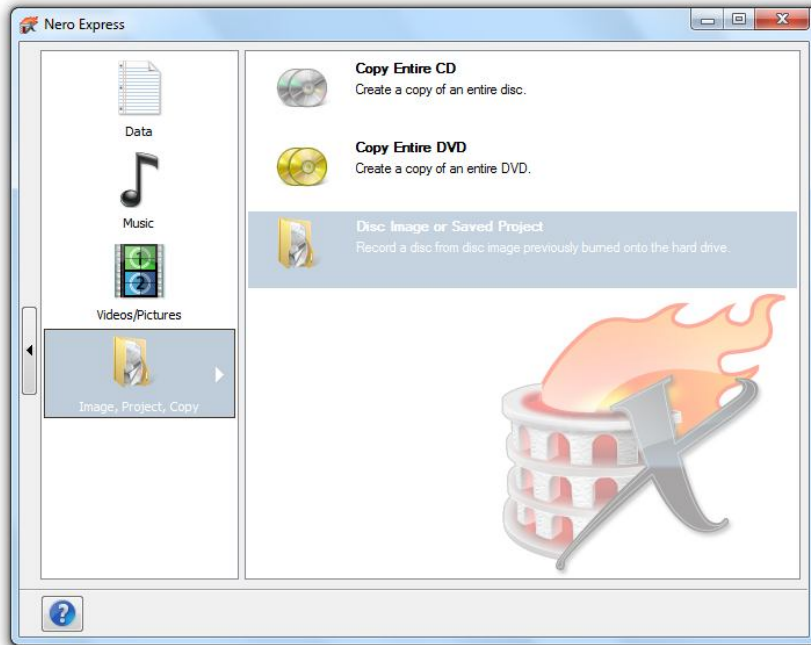 Nero Express
Data
Music
1
2
Videos/Pictures
Image, Project, Copy
Copy Entire CD
Create a copy of an entire disc.
Copy Entire DVD
Create a copy of an entire DVD.
Disc Image or Saved Project
Record a disc from disc image previously burned onto the hard drive.
?